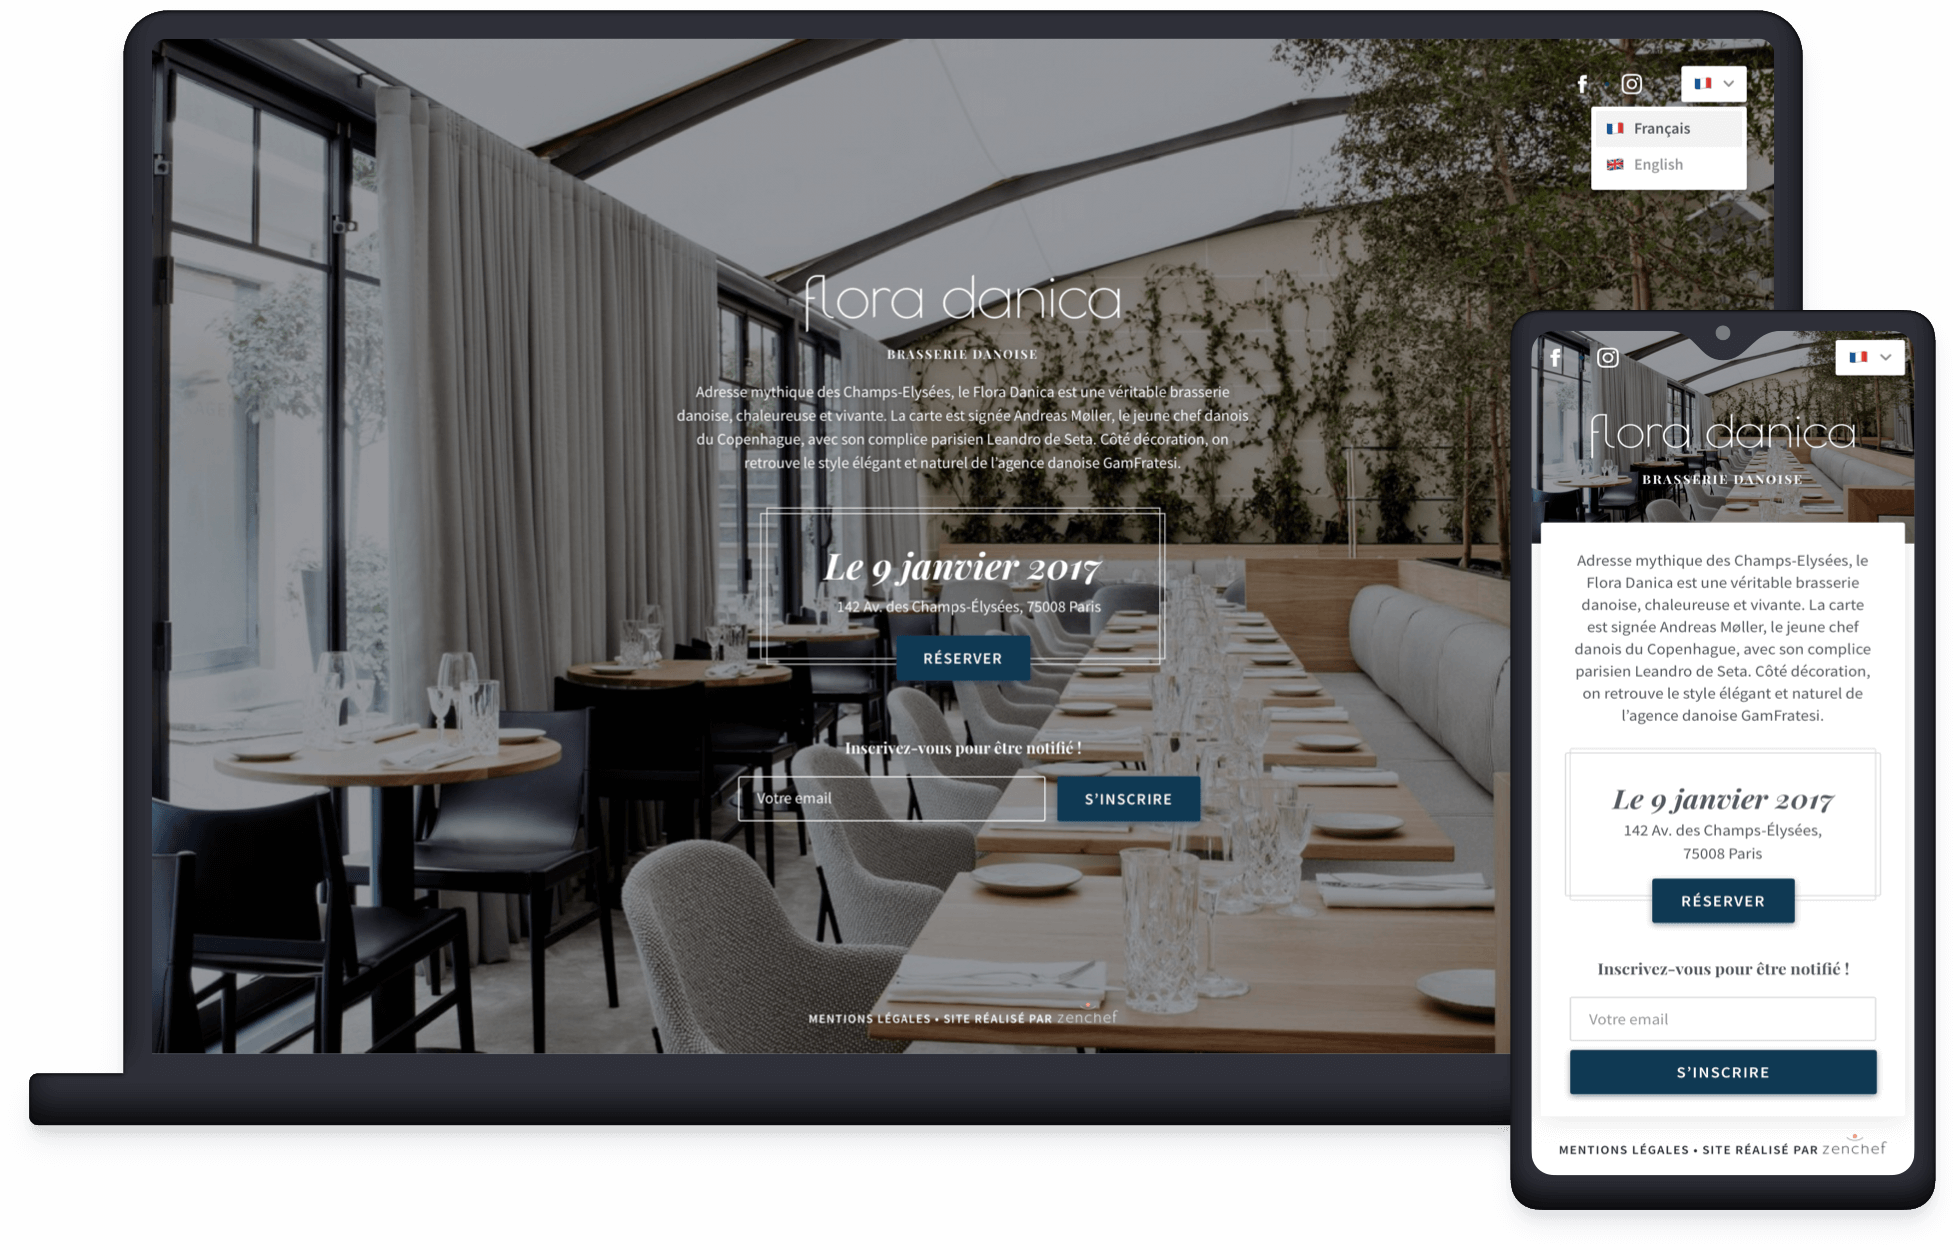 Français
English
flora danica
BRASSERIE DANOISE
Adresse mythique des Champs-Elysées, le Flora Danica est une véritable brasserie
danoise, chaleureuse et vivante. La carte est signée Andreas Møller, le jeune chef danois
du Copenhague, avec son complice parisien Leandro de Seta. Côté décoration, on
retrouve le style élégant et naturel de l'agence danoise GamFratesi.
Le 9 janvier 2017
142 Av. des Champs-Élysées, 75008 Paris
RÉSERVER
Inscrivez-vous pour être notifié !
Votre email
S'INSCRIRE
MENTIONS LÉGALES • SITE RÉALISÉ PAR zenchef
flora danica
BRASSERIE DANOISE
Adresse mythique des Champs-Elysées, le
Flora Danica est une véritable brasserie
danoise, chaleureuse et vivante. La carte
est signée Andreas Møller, le jeune chef
danois du Copenhague, avec son complice
parisien Leandro de Seta. Côté décoration,
on retrouve le style élégant et naturel de
l'agence danoise GamFratesi.
Le 9 janvier 2017
142 Av. des Champs-Élysées,
75008 Paris
RÉSERVER
Inscrivez-vous pour être notifié !
Votre email
S'INSCRIRE
MENTIONS LÉGALES • SITE RÉALISÉ PAR zenchef